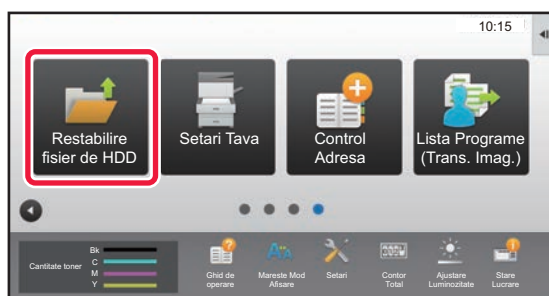 10:15
Restabilire
fisier de HDD
Setari Tava
Control
Adresa
Lista Programe
(Trans. Imag.)
Cantitate toner
Bk
C
M
Y
Ghid de
operare
Mareste Mod
Afisare
Setari
Contor
Total
Ajustare
Luminozitate
Stare
Lucrare